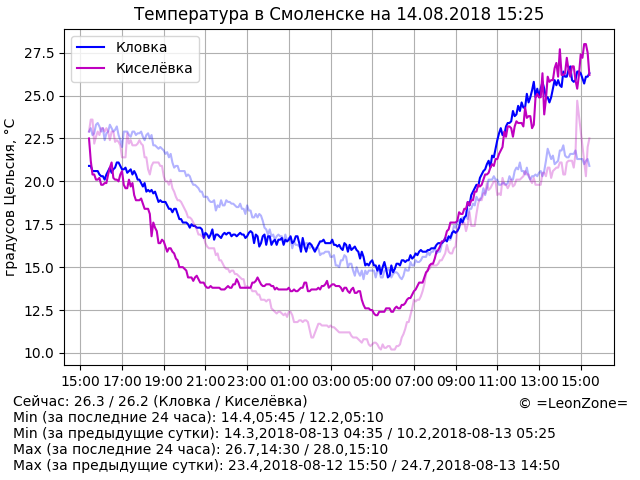 Температура в Смоленске на 14.08.2018 15:25
Кловка
Киселёвка
градусов Цельсия, °C
27.5
25.0
22.5
20.0
17.5
15.0
12.5
10.0
15:00 17:00 19:00 21:00 23:00 01:00 03:00 05:00 07:00 09:00 11:00 13:00 15:00
Сейчас: 26.3 / 26.2 (Кловка / Киселёвка)
© =LeonZone=
Min (за последние 24 часа): 14.4,05:45 / 12.2,05:10
Min (за предыдущие сутки): 14.3,2018-08-13 04:35 / 10.2,2018-08-13 05:25
Max (за последние 24 часа): 26.7,14:30 / 28.0,15:10
Max (за предыдущие сутки): 23.4,2018-08-12 15:50 / 24.7,2018-08-13 14:50